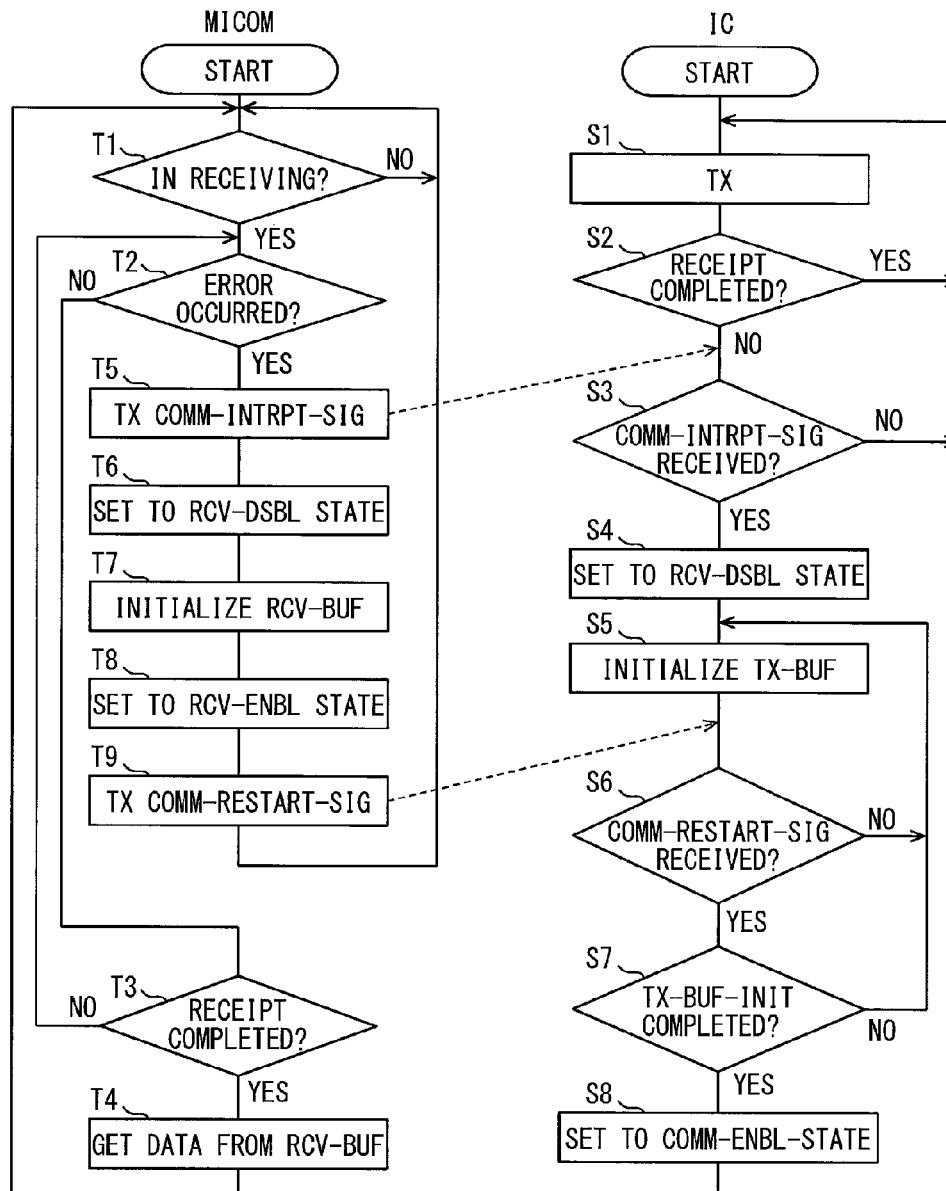 MICOM
START
T1
IN RECEIVING?
NO
YES
T2
NO
ERROR
OCCURRED?
YES
T5
TX COMM-INTRPT-SIG
T6
SET TO RCV-DSBL STATE
T7
INITIALIZE RCV-BUF
T8
SET TO RCV-ENBL STATE
T9
TX COMM-RESTART-SIG
T3
NO
RECEIPT
COMPLETED?
YES
T4
GET DATA FROM RCV-BUF
IC
START
S1
TX
S2
RECEIPT
COMPLETED?
YES
NO
S3
COMM-INTRPT-SIG
RECEIVED?
NO
YES
S4
SET TO RCV-DSBL STATE
S5
INITIALIZE TX-BUF
S6
COMM-RESTART-SIG
RECEIVED?
NO
YES
S7
TX-BUF-INIT
COMPLETED?
NO
YES
S8
SET TO COMM-ENBL-STATE